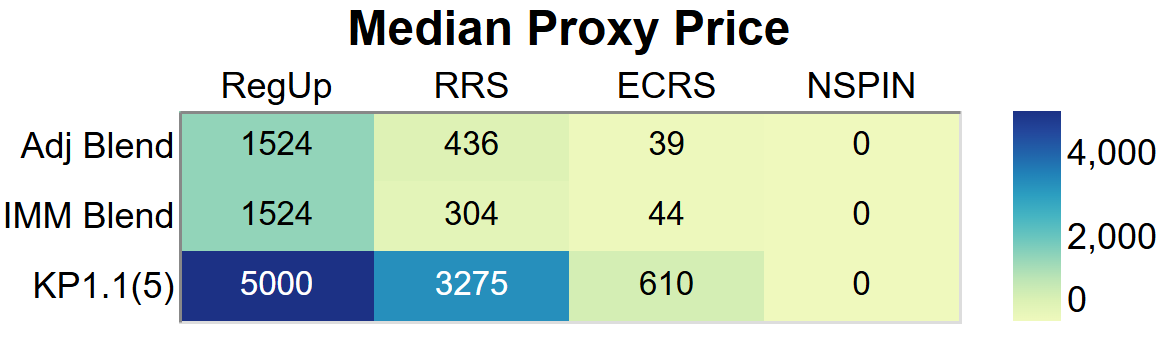 Median Proxy Price
RegUp RRS ECRS NSPIN
Adj Blend 1524 436 39 0 4,000
IMM Blend 1524 304 44 0 2,000
KP1.1(5) 5000 3275 610 0 0